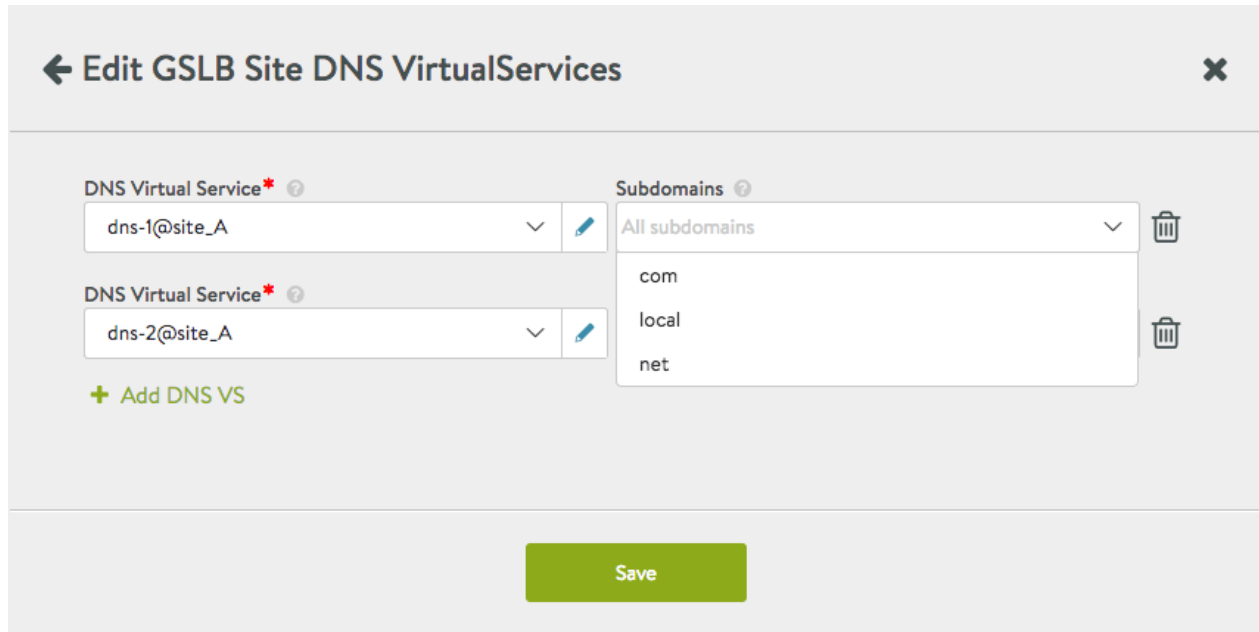 Edit GSLB Site DNS VirtualServices
DNS Virtual Service* ?
Subdomains ?
dns-1@site_A
All subdomains
com
DNS Virtual Service* ?
local
dns-2@site_A
net
+ Add DNS VS
Save